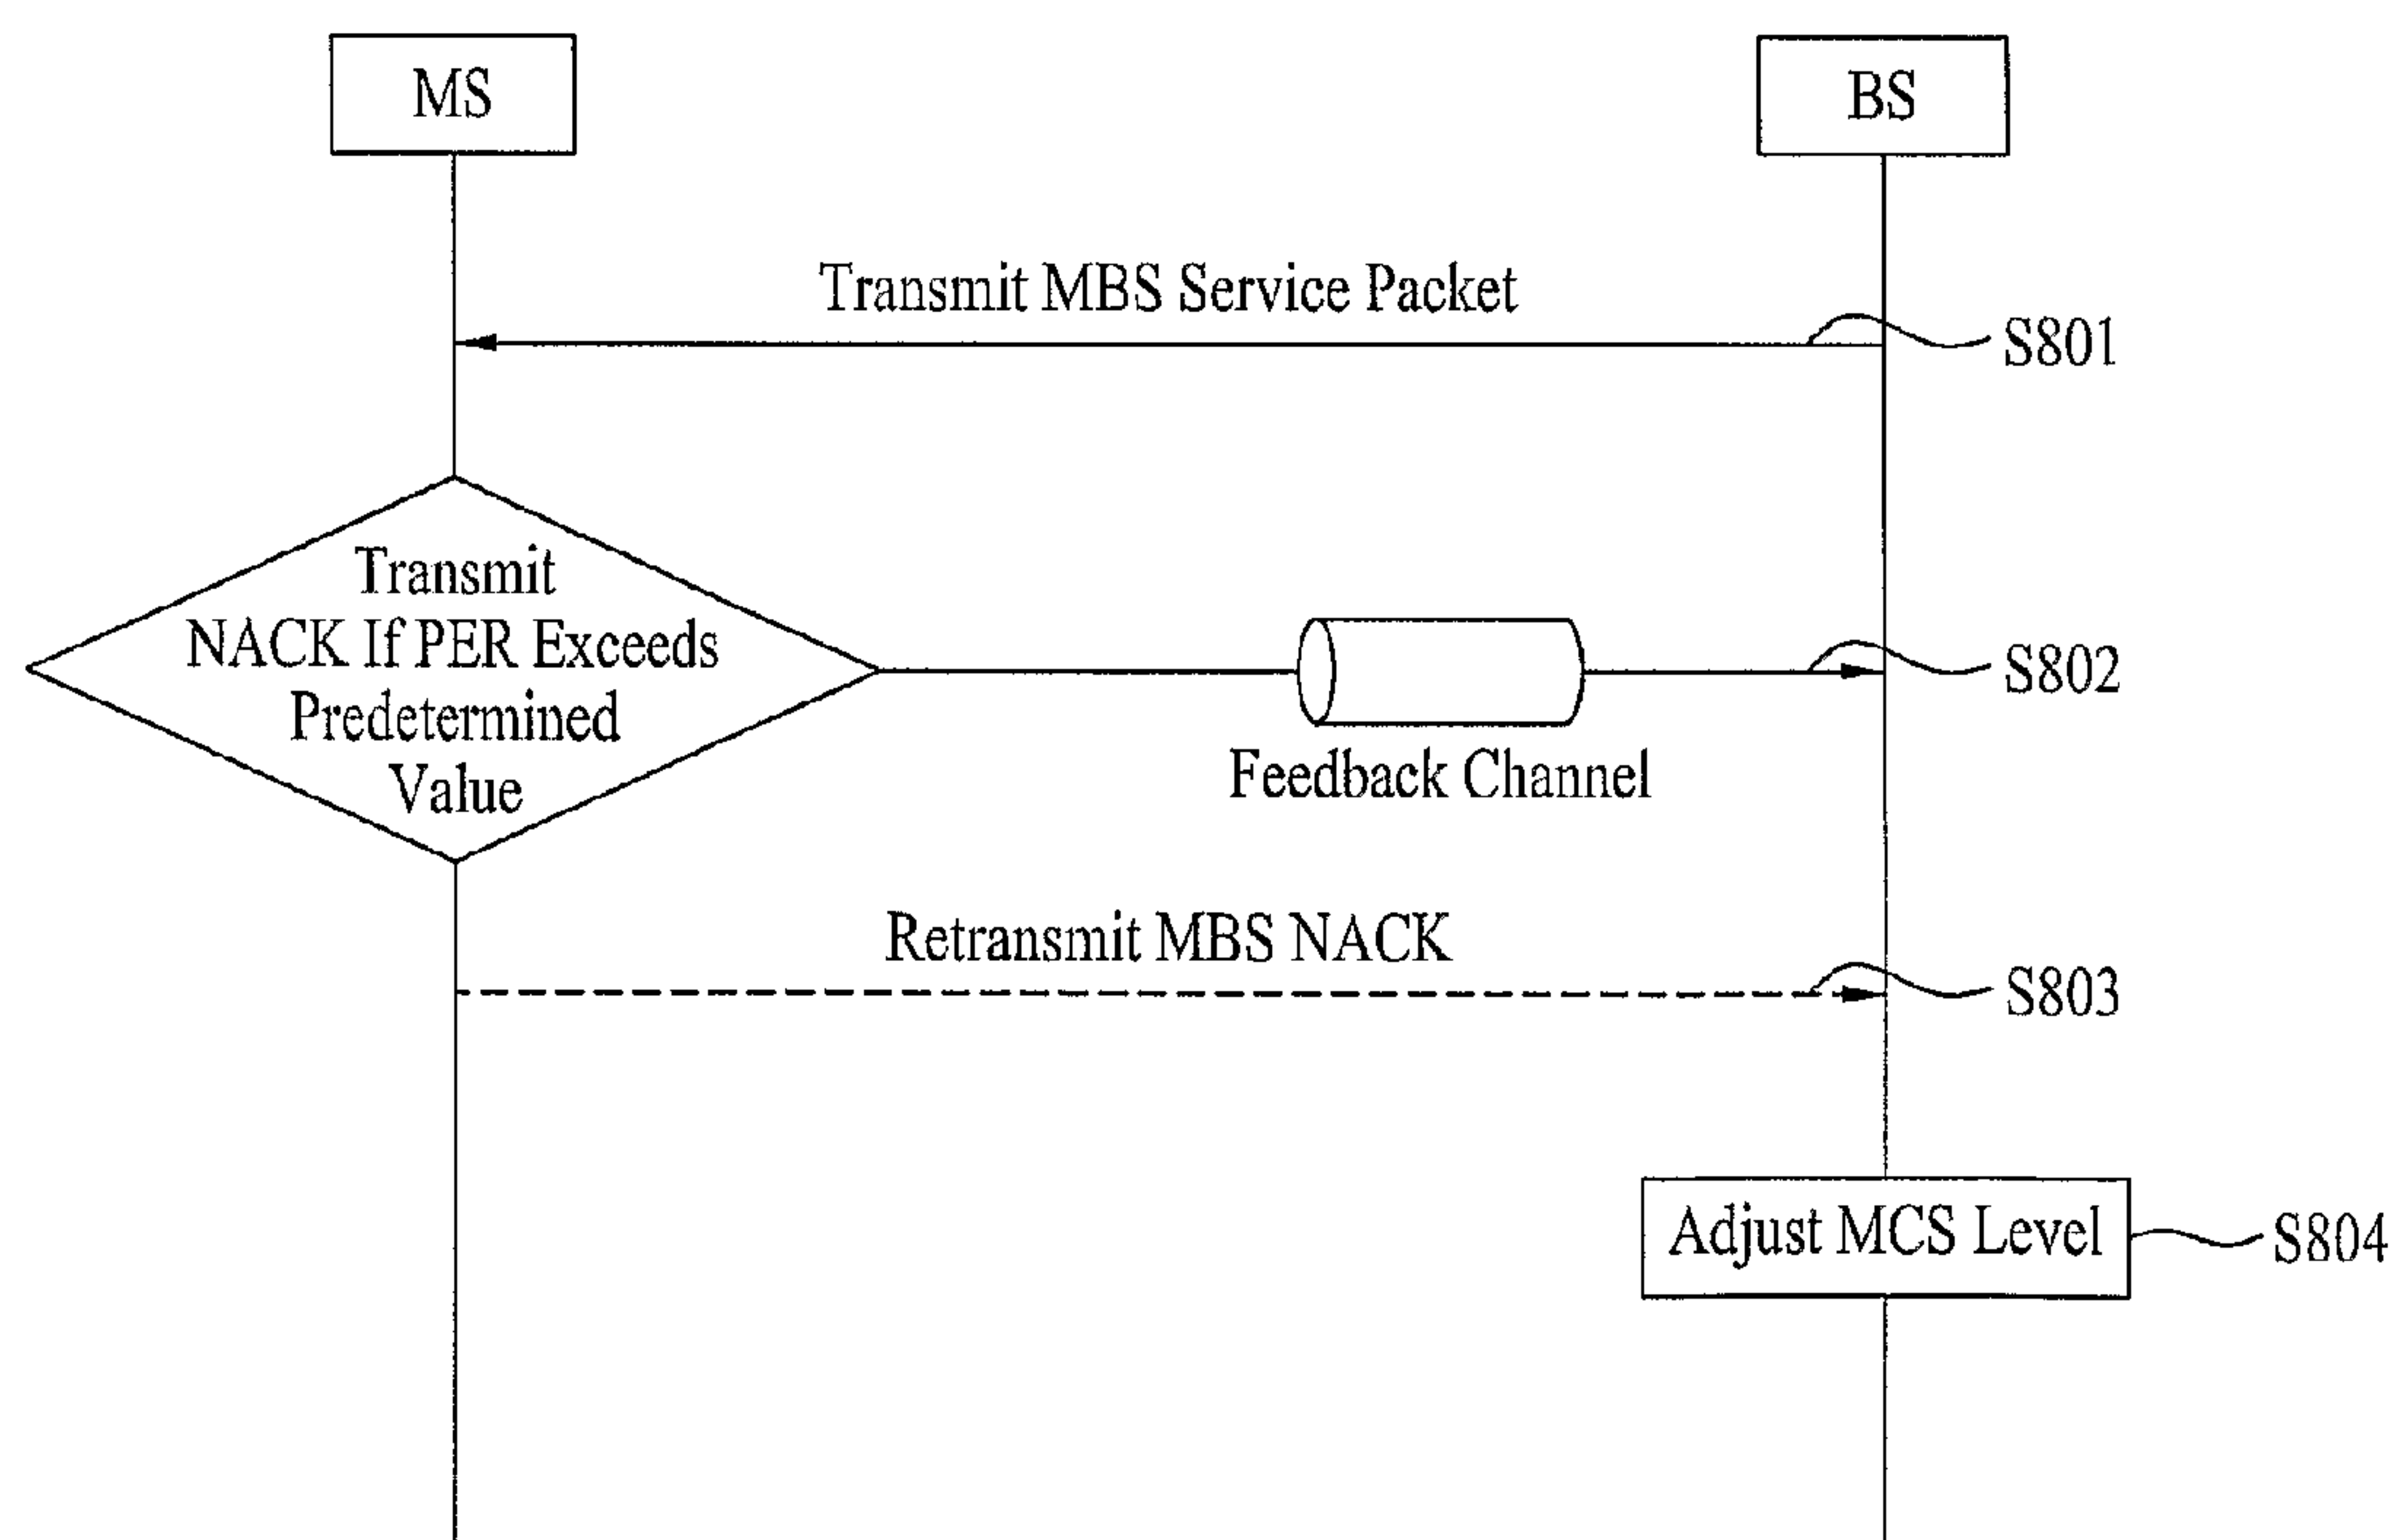 MS
BS
Transmit MBS Service Packet
S801
Transmit
NACK If PER Exceeds
Predetermined
Value
S802
Feedback Channel
Retransmit MBS NACK
S803
Adjust MCS Level
S804